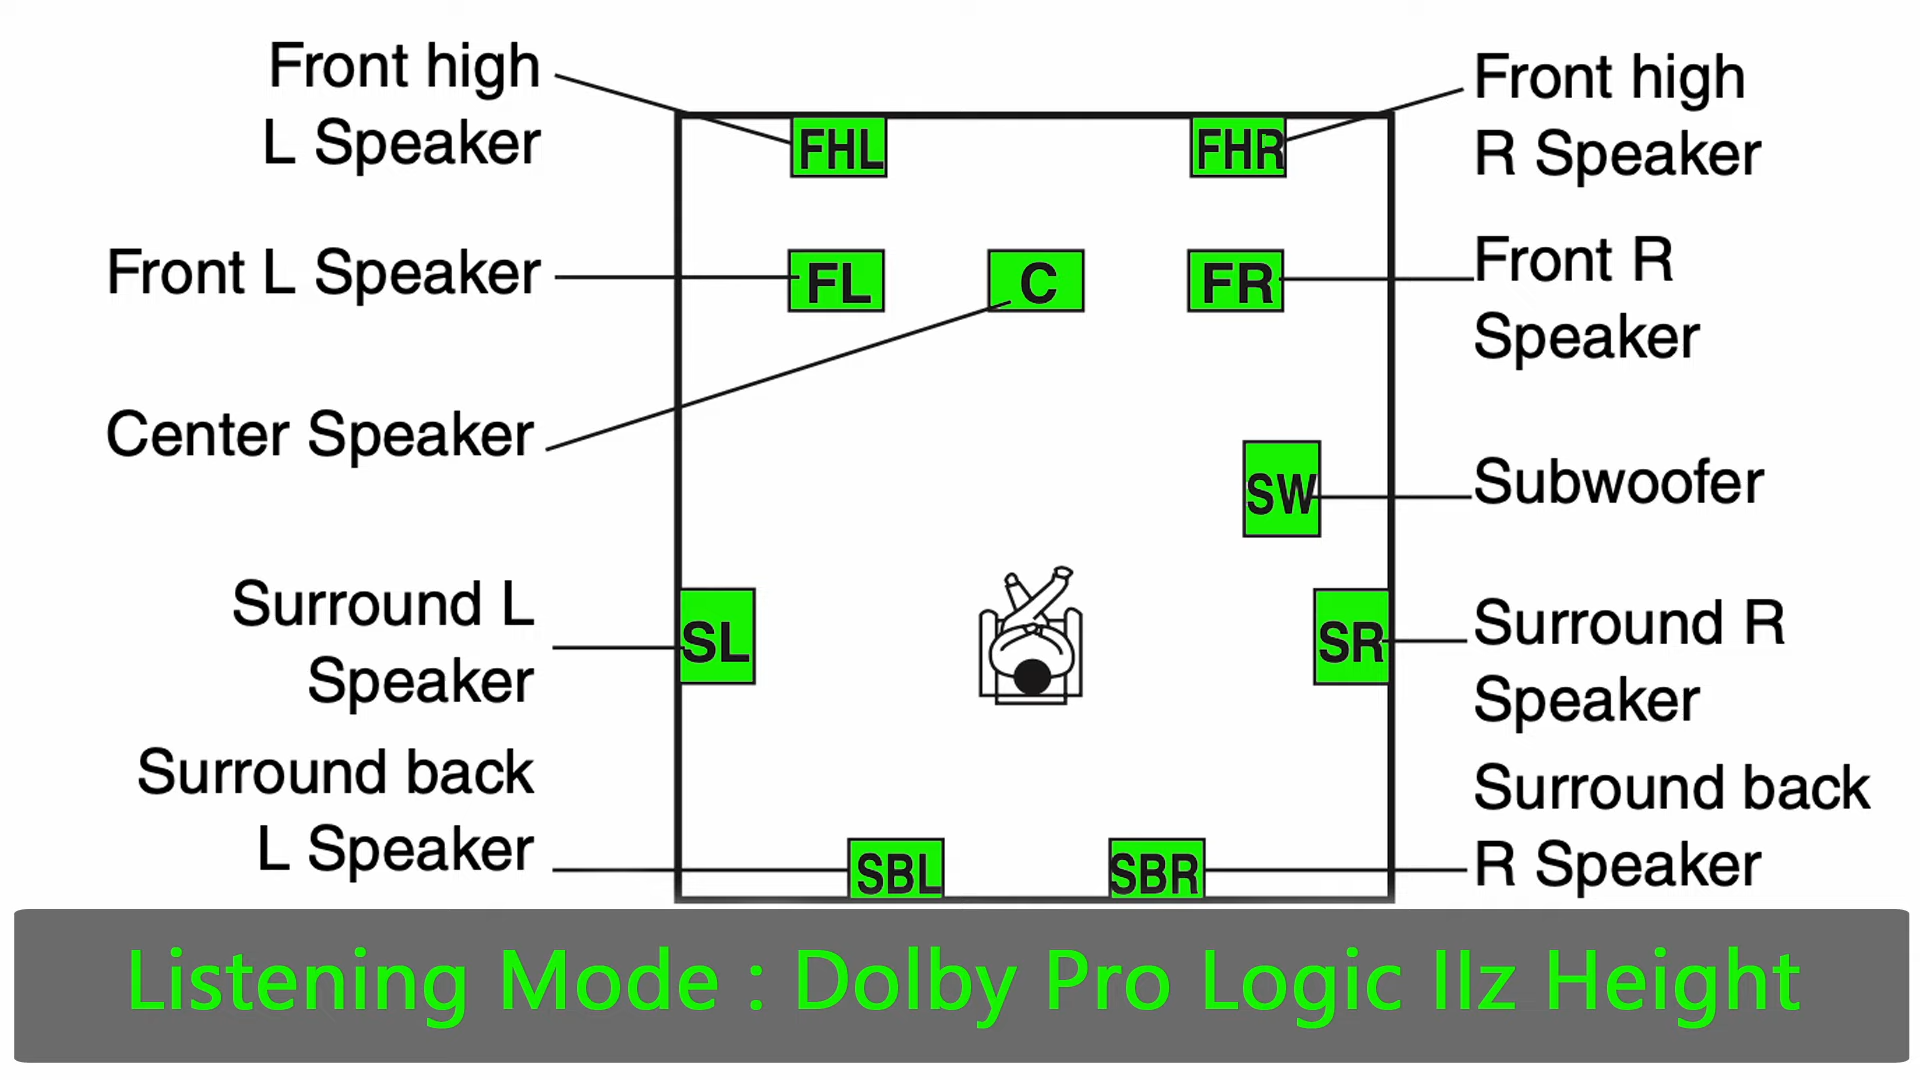 Front high
L Speaker
Front high
R Speaker
FHL
FHR
Front L Speaker
FL
C
FR
Front R
Speaker
Center Speaker
SW
Subwoofer
Surround L
Speaker
SL
SR
Surround R
Speaker
Surround back
L Speaker
SBL
SBR
Surround back
R Speaker
Listening Mode : Dolby Pro Logic IIz Height